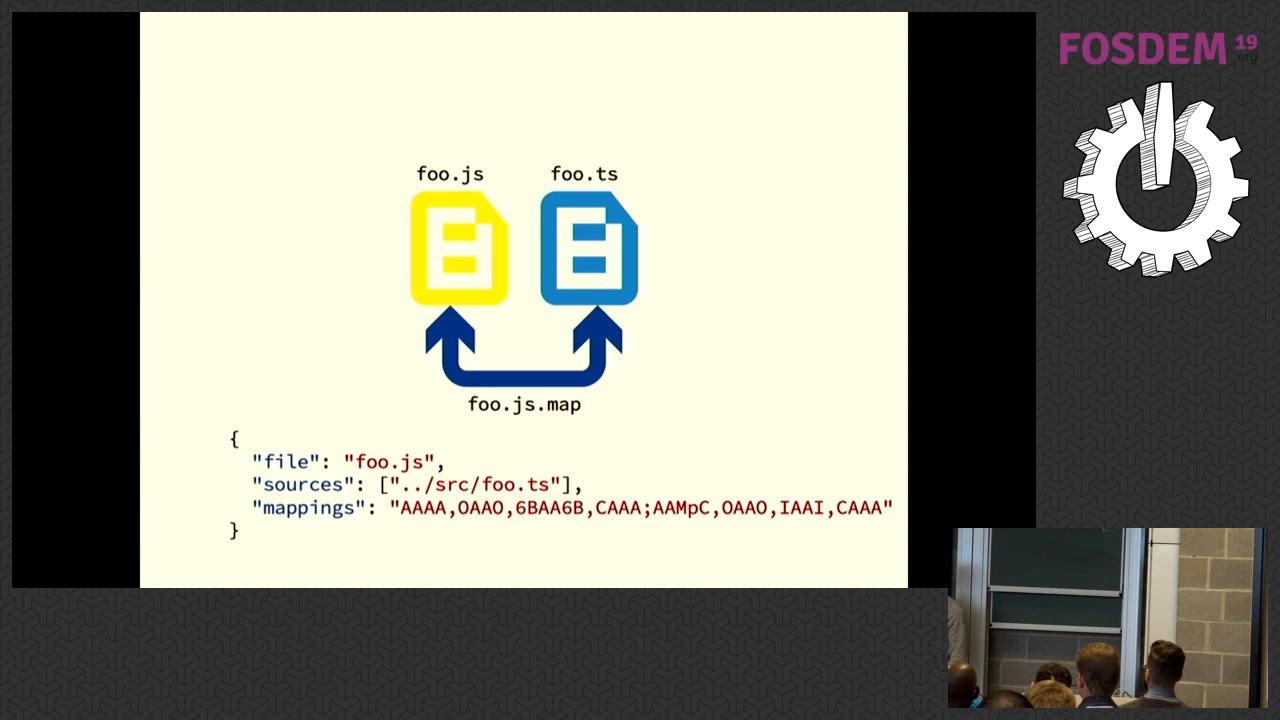 FOSDEM 19
.org
foo.js foo.ts
foo.js.map
{
"file": "foo.js",
"sources": ["../src/foo.ts"],
"mappings": "AAAA,OAAO,6BAA6B,CAAA;AAMpC,OAAO,IAAI,CAAA"
}